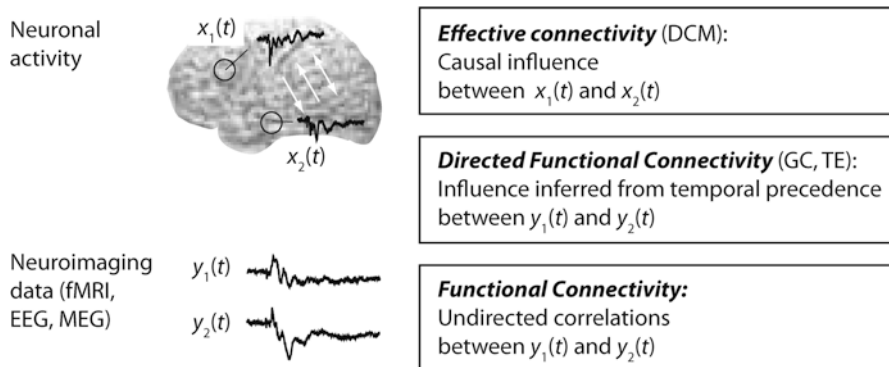 Neuronal
activity
x₁(t)
x₂(t)
Neuroimaging
data (fMRI,
EEG, MEG)
y₁(t)
y₂(t)
Effective connectivity (DCM):
Causal influence
between x₁(t) and x₂(t)
Directed Functional Connectivity (GC, TE):
Influence inferred from temporal precedence
between y₁(t) and y₂(t)
Functional Connectivity:
Undirected correlations
between y₁(t) and y₂(t)